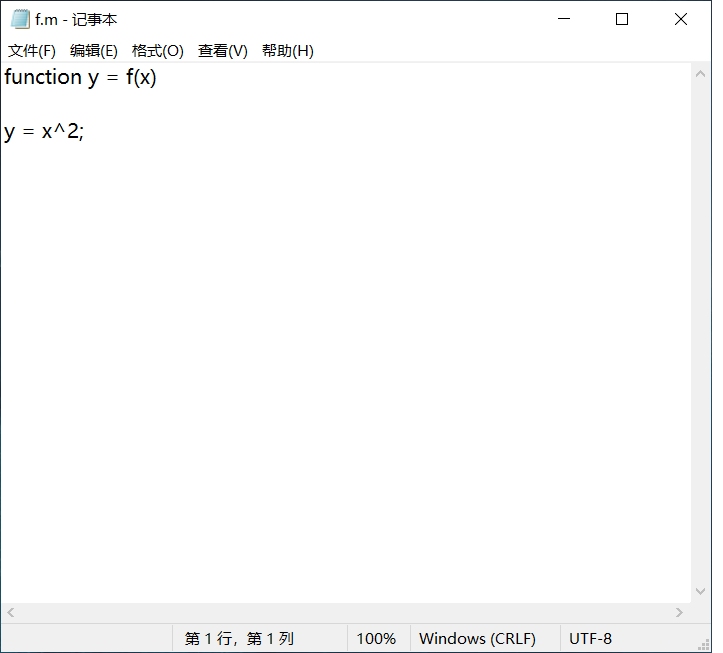 f.m - 记事本
文件(F) 编辑(E) 格式(O) 查看(V) 帮助(H)
function y = f(x)
y = x^2;
第 1 行，第 1 列 100% Windows (CRLF) UTF-8